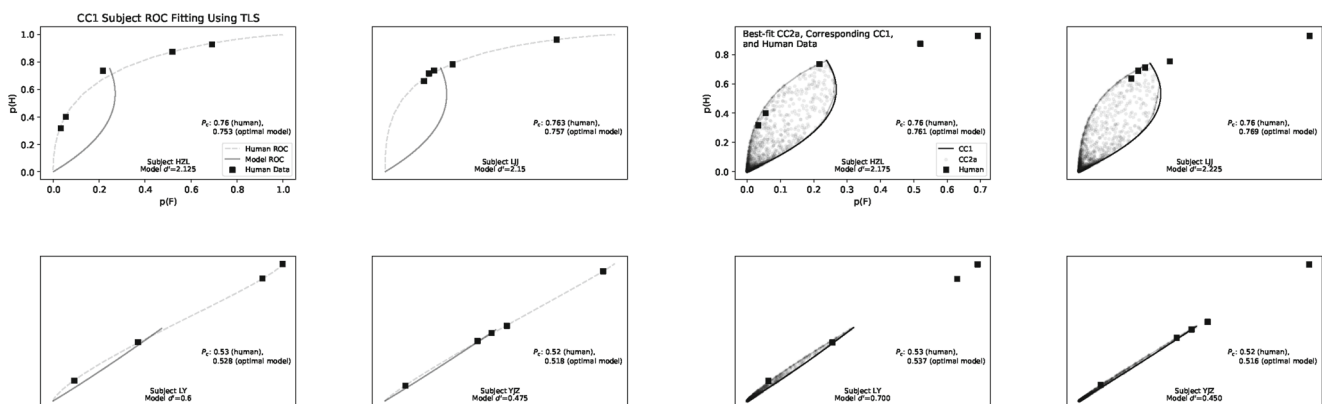 CC1 Subject ROC Fitting Using TLS
1.0
0.8
0.6
0.4
0.2
0.0
p(H)
P_c: 0.76 (human),
0.753 (optimal model)
Human ROC
Model ROC
Human Data
Subject HZL
Model d'=2.125
0.0 0.2 0.4 0.6 0.8 1.0
p(F)
P_c: 0.763 (human),
0.757 (optimal model)
Subject LJJ
Model d'=2.15
Best-fit CC2a, Corresponding CC1,
and Human Data
0.8
0.6
0.4
0.2
0.0
p(H)
P_c: 0.76 (human),
0.761 (optimal model)
CC1
CC2a
Human
Subject HZL
Model d'=2.175
0.0 0.1 0.2 0.3 0.4 0.5 0.6 0.7
p(F)
P_c: 0.76 (human),
0.769 (optimal model)
Subject LJJ
Model d'=2.225
P_c: 0.53 (human),
0.528 (optimal model)
Subject LY
Model d'=0.6
P_c: 0.52 (human),
0.518 (optimal model)
Subject YJZ
Model d'=0.475
P_c: 0.53 (human),
0.537 (optimal model)
Subject LY
Model d'=0.700
P_c: 0.52 (human),
0.516 (optimal model)
Subject YJZ
Model d'=0.450